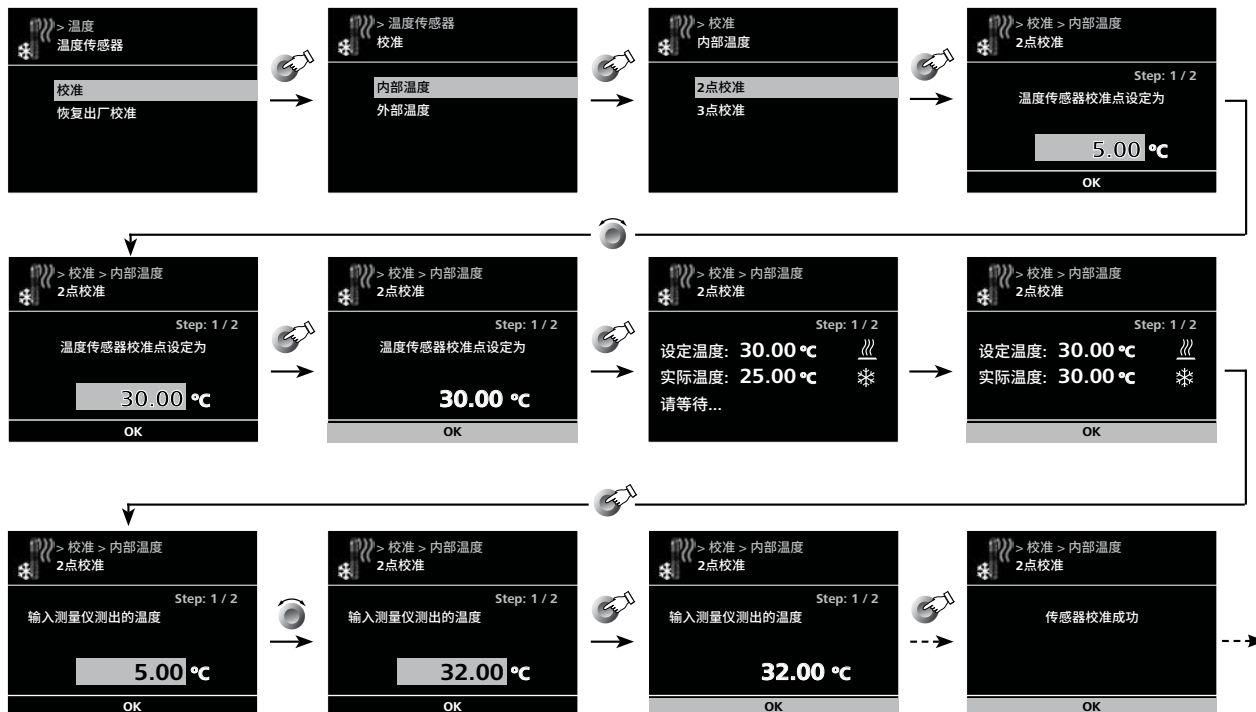 > 温度
温度传感器
校准
恢复出厂校准
> 温度传感器
校准
内部温度
外部温度
> 校准
内部温度
2点校准
3点校准
> 校准 > 内部温度
2点校准
Step: 1 / 2
温度传感器校准点设定为
5.00 °C
OK
> 校准 > 内部温度
2点校准
Step: 1 / 2
温度传感器校准点设定为
30.00 °C
OK
> 校准 > 内部温度
2点校准
Step: 1 / 2
温度传感器校准点设定为
30.00 °C
OK
> 校准 > 内部温度
2点校准
Step: 1 / 2
设定温度: 30.00 °C
实际温度: 25.00 °C
请等待...
> 校准 > 内部温度
2点校准
Step: 1 / 2
设定温度: 30.00 °C
实际温度: 30.00 °C
OK
> 校准 > 内部温度
2点校准
Step: 1 / 2
输入测量仪测出的温度
5.00 °C
OK
> 校准 > 内部温度
2点校准
Step: 1 / 2
输入测量仪测出的温度
32.00 °C
OK
> 校准 > 内部温度
2点校准
Step: 1 / 2
输入测量仪测出的温度
32.00 °C
OK
> 校准 > 内部温度
2点校准
传感器校准成功
OK